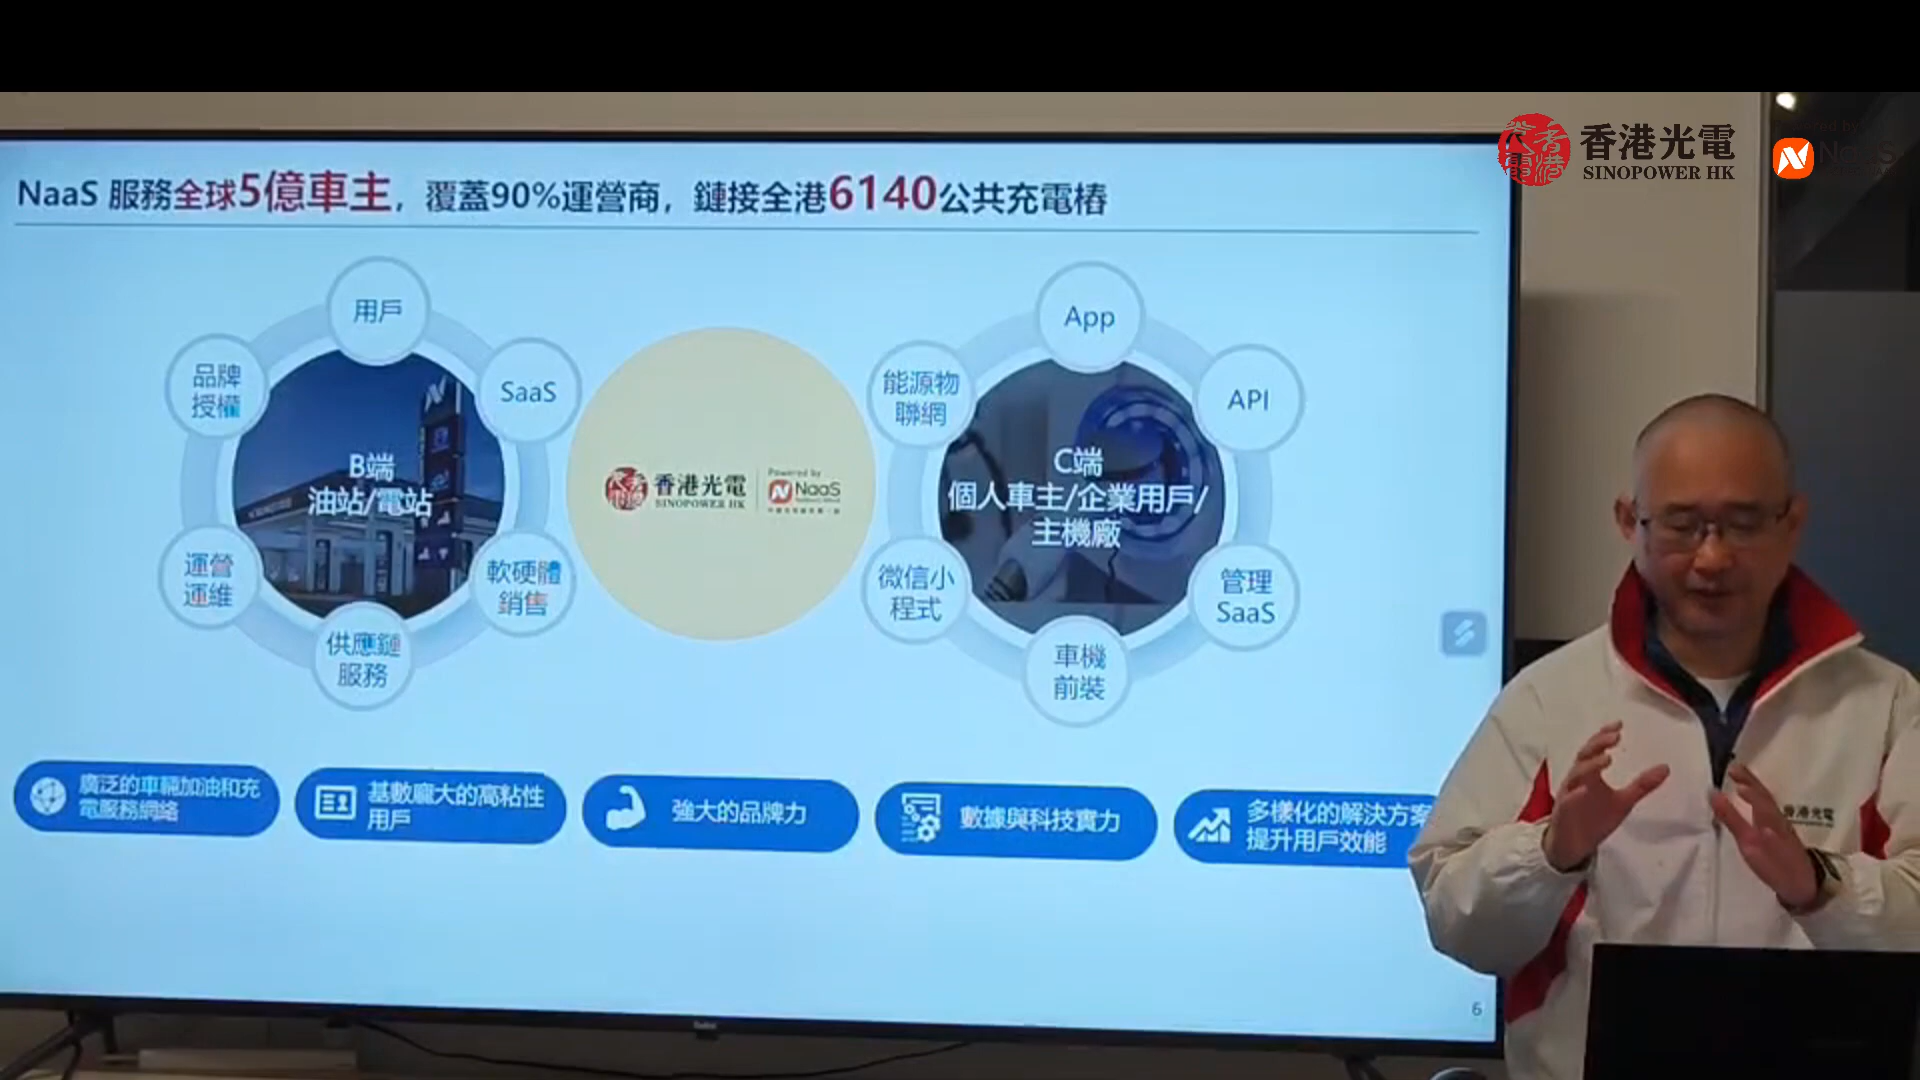 香港光電
SINOPOWER HK
NaaS
NaaS 服務全球5億車主，覆蓋90%運營商，鏈接全港6140公共充電樁
用戶
品牌
授權
SaaS
B端
油站/電站
運營
運維
軟硬體
銷售
供應鏈
服務
香港光電
SINOPOWER HK
Powered by
NaaS
App
能源物
聯網
API
C端
個人車主/企業用戶/
主機廠
微信小
程式
管理
SaaS
車機
前裝
廣泛的車輛加油和充
電服務網絡
基數龐大的高粘性
用戶
強大的品牌力
數據與科技實力
多樣化的解決方案
提升用戶效能
香港光電
6